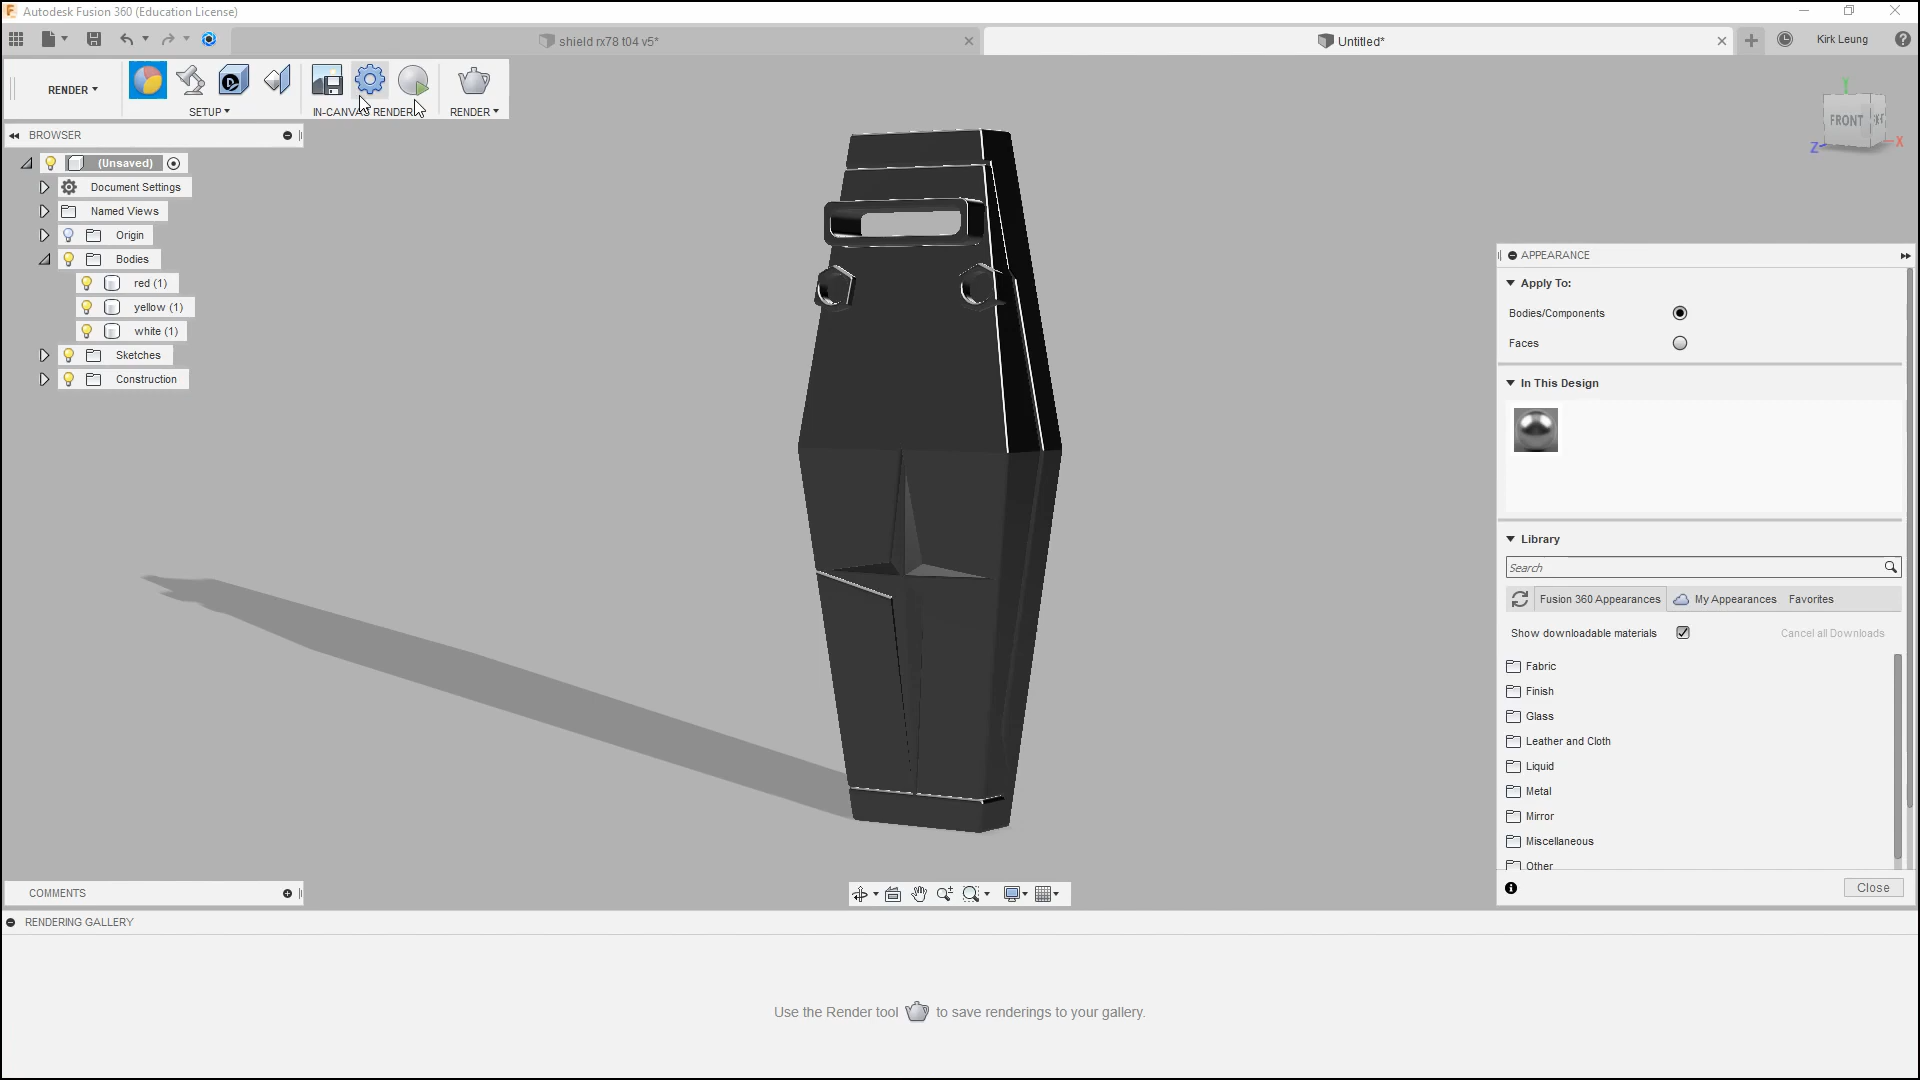 Autodesk Fusion 360 (Education License)
shield rx78 t04 v5*
Untitled*
Kirk Leung
RENDER
SETUP
IN-CANVAS RENDER
RENDER
BROWSER
(Unsaved)
Document Settings
Named Views
Origin
Bodies
red (1)
yellow (1)
white (1)
Sketches
Construction
Y
FRONT
Z
X
APPEARANCE
Apply To:
Bodies/Components
Faces
In This Design
Library
Search
Fusion 360 Appearances
My Appearances
Favorites
Show downloadable materials
Cancel all Downloads
Fabric
Finish
Glass
Leather and Cloth
Liquid
Metal
Mirror
Miscellaneous
Other
Close
COMMENTS
RENDERING GALLERY
Use the Render tool to save renderings to your gallery.